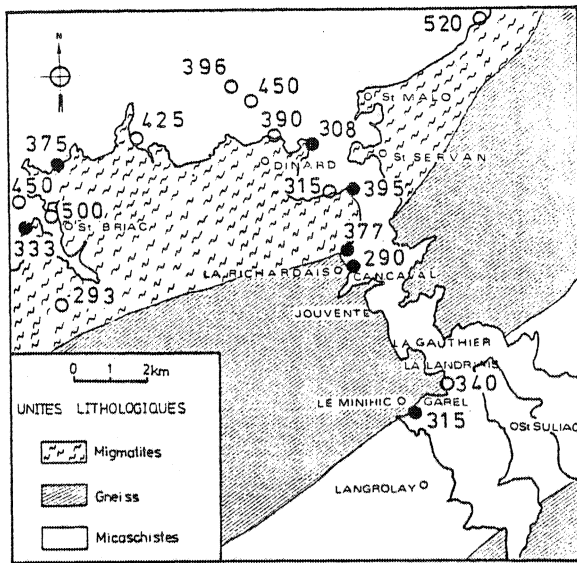 520
N
396
450
St MALO
425
390
308
375
DINARD
St SERVAN
315
395
450
500
St BRIAC
333
377
290
LA RICHARDAIS
CANCAVAL
293
JOUVENTE
LA GAUTHIER
0 1 2km
LA LANDRIAIS
340
UNITES LITHOLOGIQUES
LE MINIHIC
GAREL
315
St SULIAC
Migmatites
LANGROLAY
Gneiss
Micaschistes